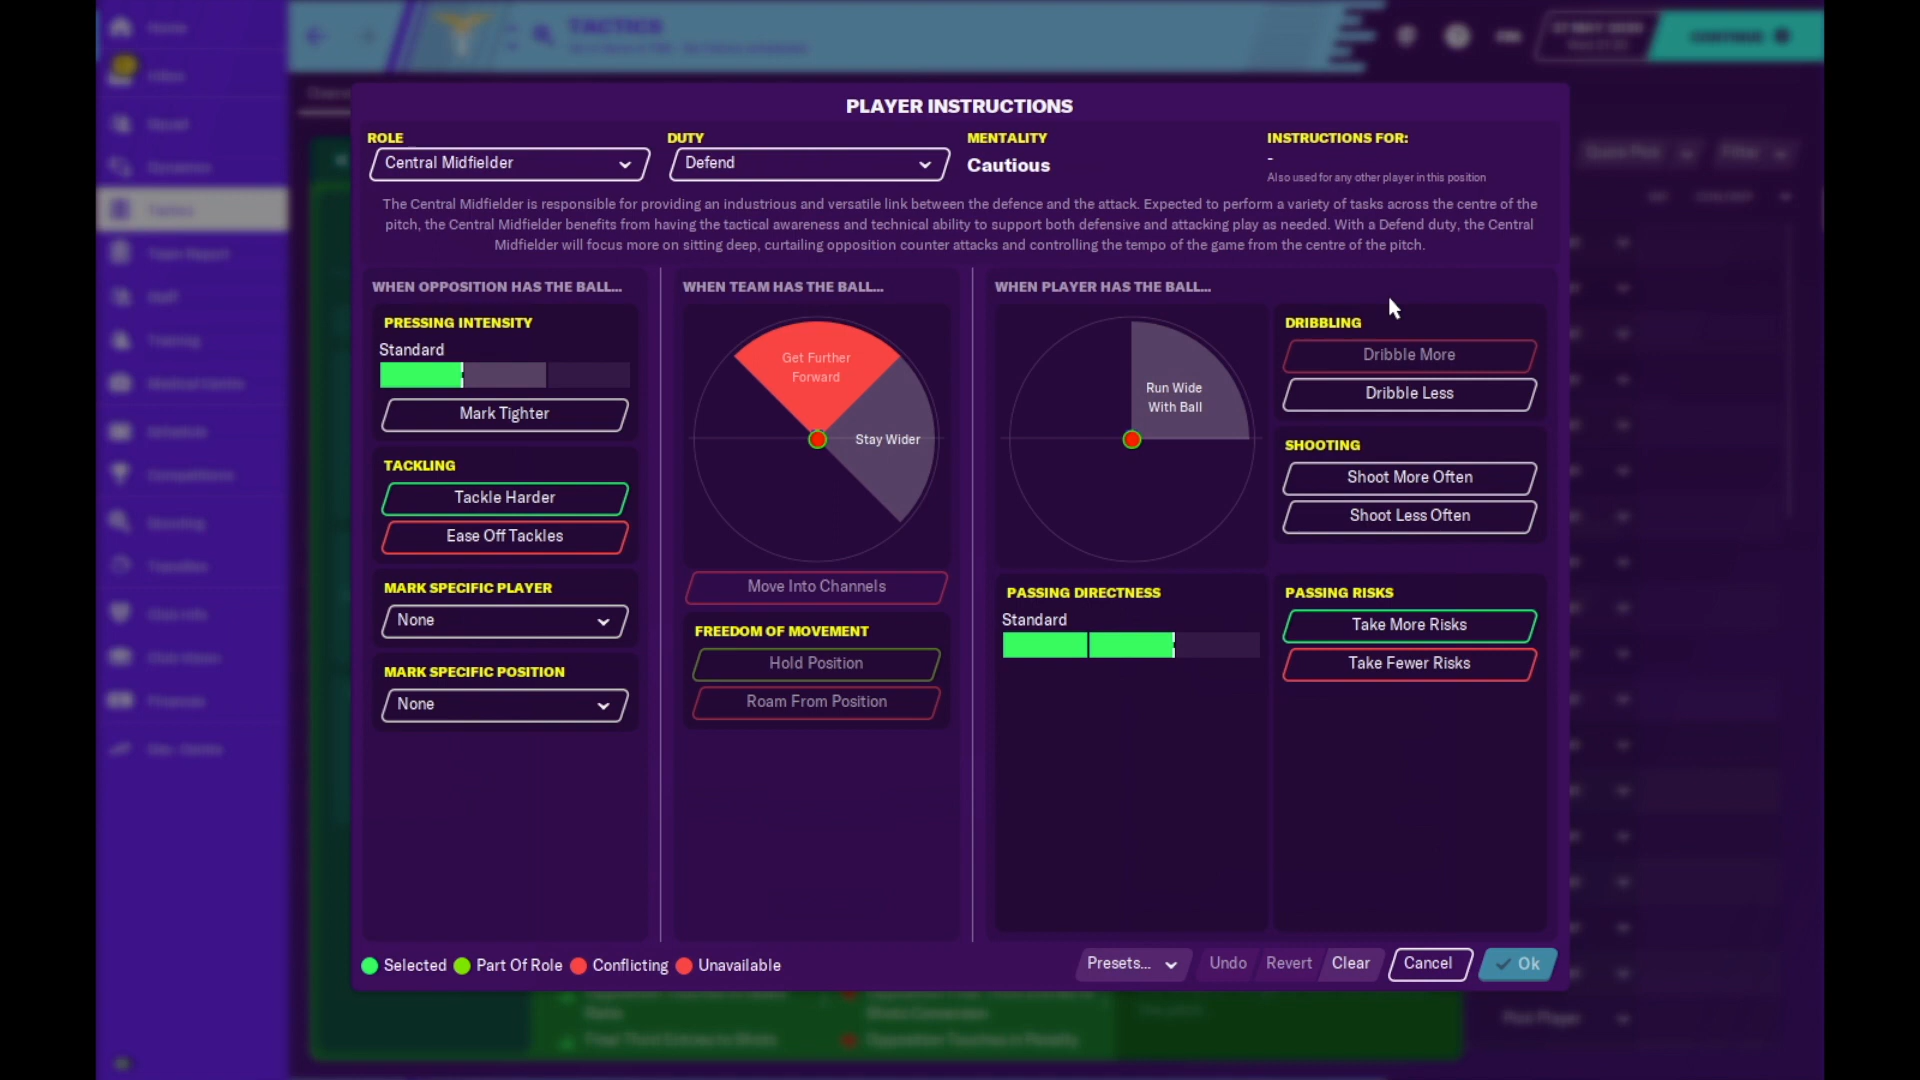 TACTICS
PLAYER INSTRUCTIONS
ROLE
Central Midfielder
DUTY
Defend
MENTALITY
Cautious
INSTRUCTIONS FOR:
-
Also used for any other player in this position
The Central Midfielder is responsible for providing an industrious and versatile link between the defence and the attack. Expected to perform a variety of tasks across the centre of the
pitch, the Central Midfielder benefits from having the tactical awareness and technical ability to support both defensive and attacking play as needed. With a Defend duty, the Central
Midfielder will focus more on sitting deep, curtailing opposition counter attacks and controlling the tempo of the game from the centre of the pitch.
WHEN OPPOSITION HAS THE BALL...
PRESSING INTENSITY
Standard
Mark Tighter
TACKLING
Tackle Harder
Ease Off Tackles
MARK SPECIFIC PLAYER
None
MARK SPECIFIC POSITION
None
WHEN TEAM HAS THE BALL...
Get Further
Forward
Stay Wider
Move Into Channels
FREEDOM OF MOVEMENT
Hold Position
Roam From Position
WHEN PLAYER HAS THE BALL...
Run Wide
With Ball
DRIBBLING
Dribble More
Dribble Less
SHOOTING
Shoot More Often
Shoot Less Often
PASSING DIRECTNESS
Standard
PASSING RISKS
Take More Risks
Take Fewer Risks
Selected
Part Of Role
Conflicting
Unavailable
Presets...
Undo
Revert
Clear
Cancel
Ok